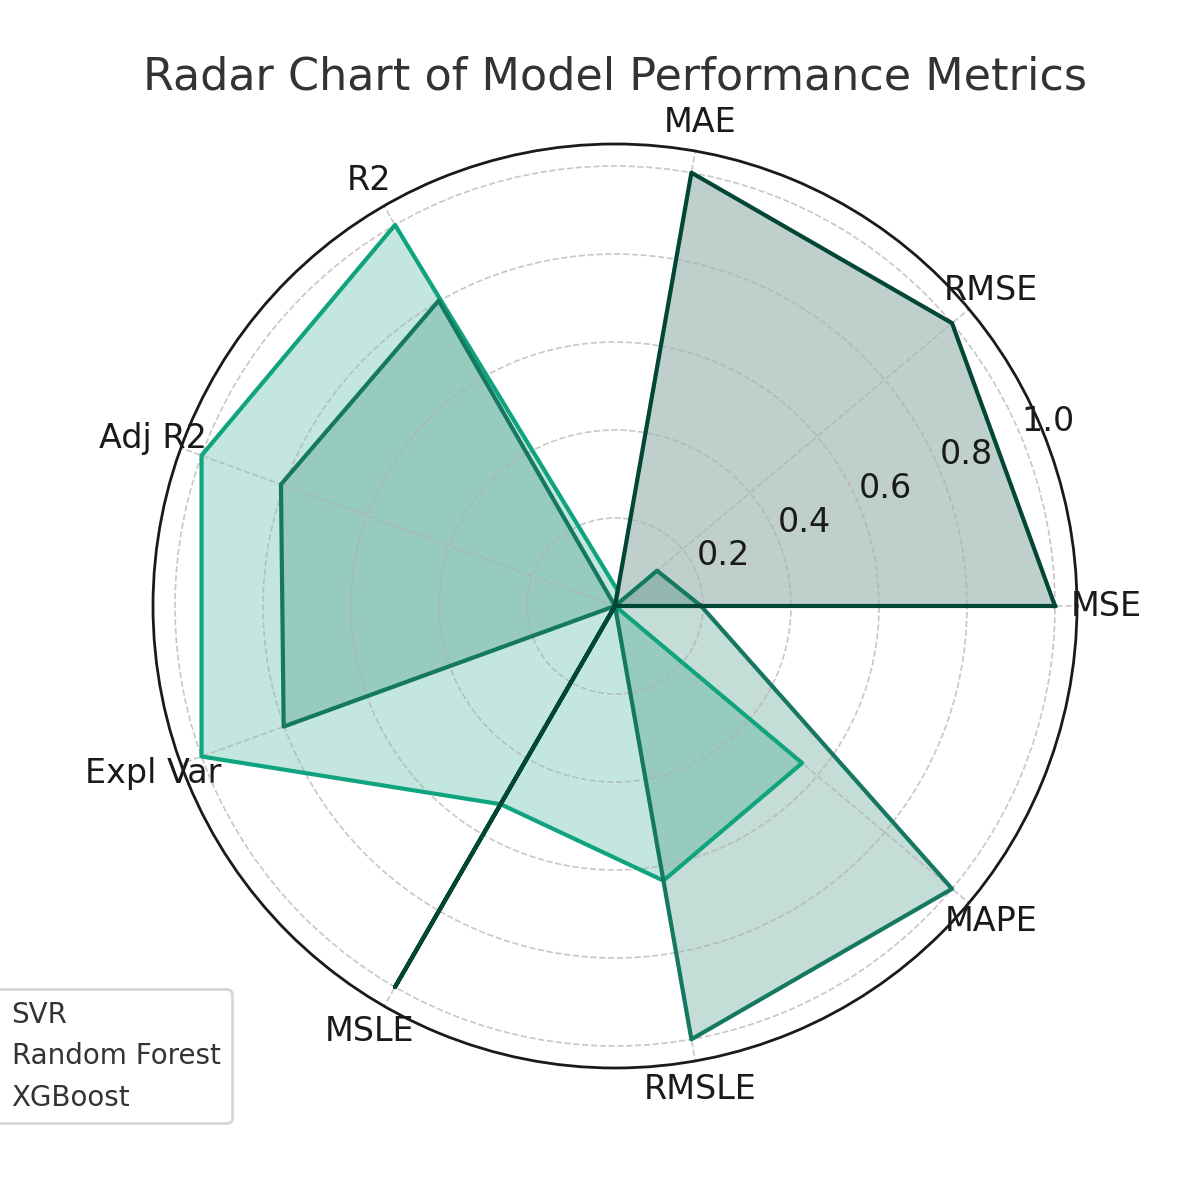 Radar Chart of Model Performance Metrics
MAE
R2
RMSE
1.0
Adj R2
0.8
0.6
0.4
0.2
MSE
Expl Var
MAPE
SVR
MSLE
Random Forest
RMSLE
XGBoost